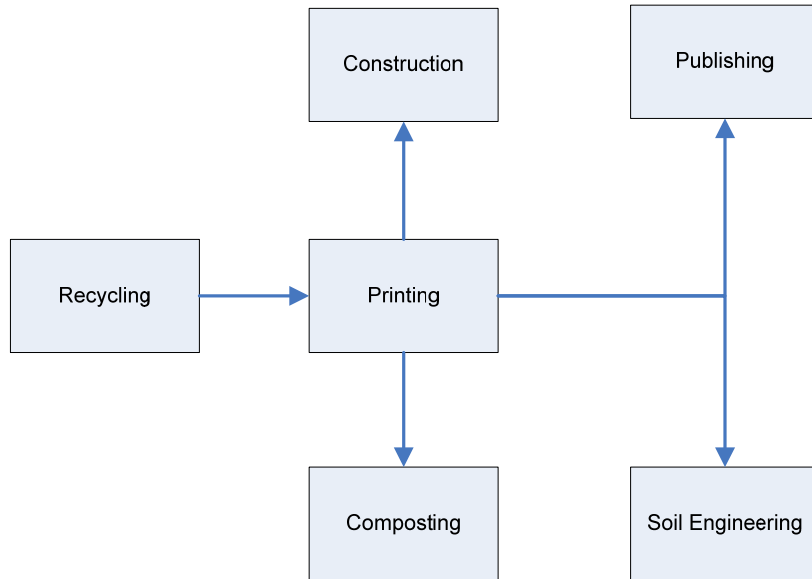 Construction
Publishing
Recycling
Printing
Composting
Soil Engineering